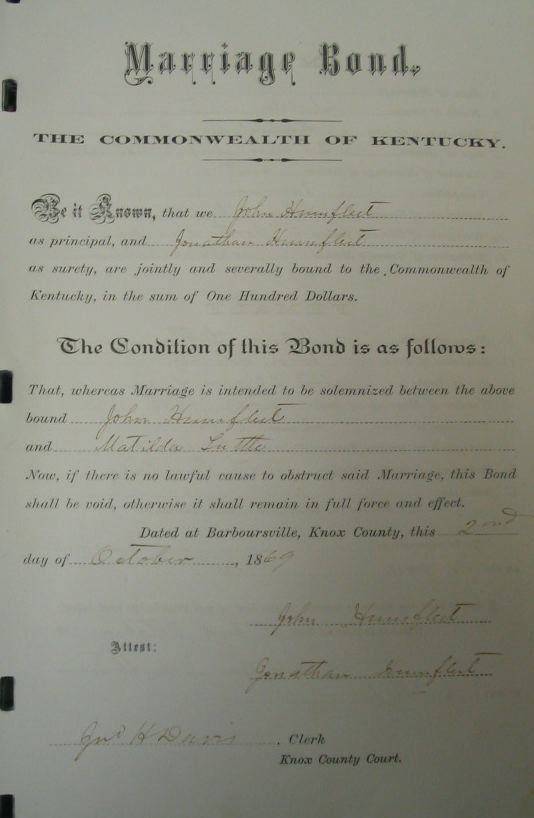 Marriage Bond.
THE COMMONWEALTH OF KENTUCKY.
Be it Known, that we John Humfleet
as principal, and Jonathan Humfleet
as surety, are jointly and severally bound to the Commonwealth of
Kentucky, in the sum of One Hundred Dollars.
The Condition of this Bond is as follows:
That, whereas Marriage is intended to be solemnized between the above
bound John Humfleet
and Matilda Tuttle
Now, if there is no lawful cause to obstruct said Marriage, this Bond
shall be void, otherwise it shall remain in full force and effect.
Dated at Barboursville, Knox County, this 2nd
day of October, 1869
John Humfleet
Attest:
Jonathan Humfleet
Jno H Davis, Clerk
Knox County Court.